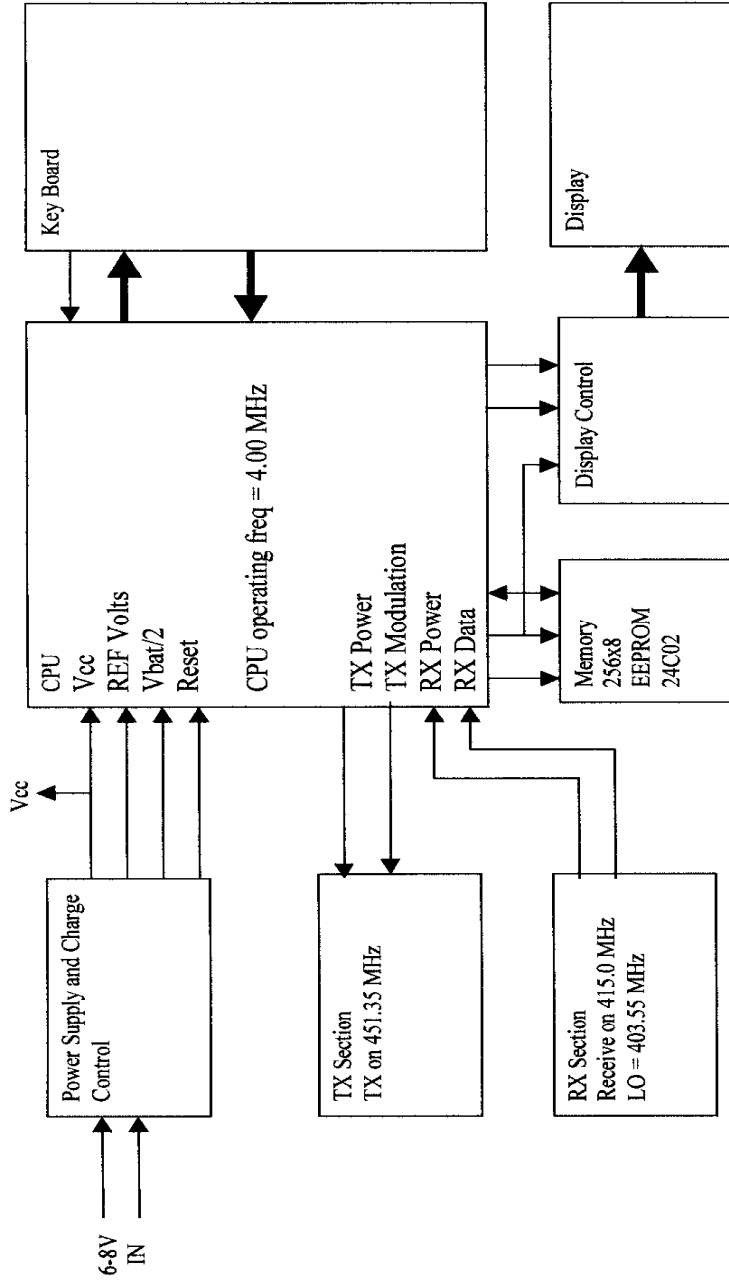 6-8V
IN
Power Supply and Charge
Control
Vcc
CPU
Vcc
REF Volts
Vbat/2
Reset
CPU operating freq = 4.00 MHz
TX Power
TX Modulation
RX Power
RX Data
Key Board
TX Section
TX on 451.35 MHz
RX Section
Receive on 415.0 MHz
LO = 403.55 MHz
Memory
256x8
EEPROM
24C02
Display Control
Display